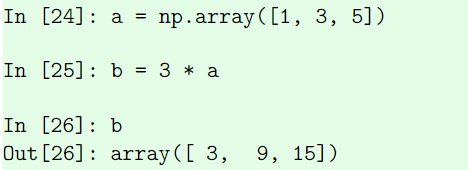 In [24]: a = np.array([1, 3, 5])
In [25]: b = 3 * a
In [26]: b
Out[26]: array([ 3,  9, 15])